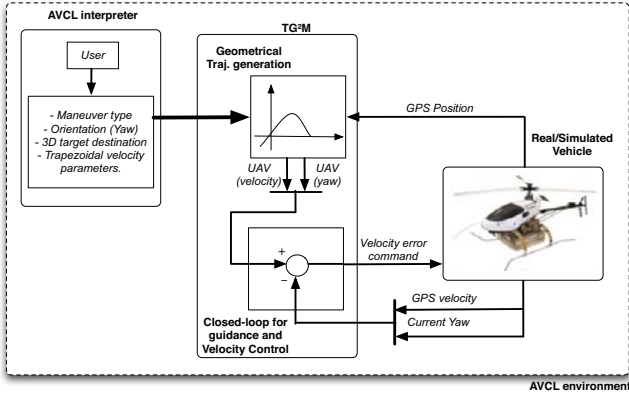 AVCL interpreter
User
- Maneuver type
- Orientation (Yaw)
- 3D target destination
- Trapezoidal velocity
parameters.
TG²M
Geometrical
Traj. generation
UAV
(velocity)
UAV
(yaw)
GPS Position
Real/Simulated
Vehicle
+
−
Velocity error
command
GPS velocity
Current Yaw
Closed-loop for
guidance and
Velocity Control
AVCL environment